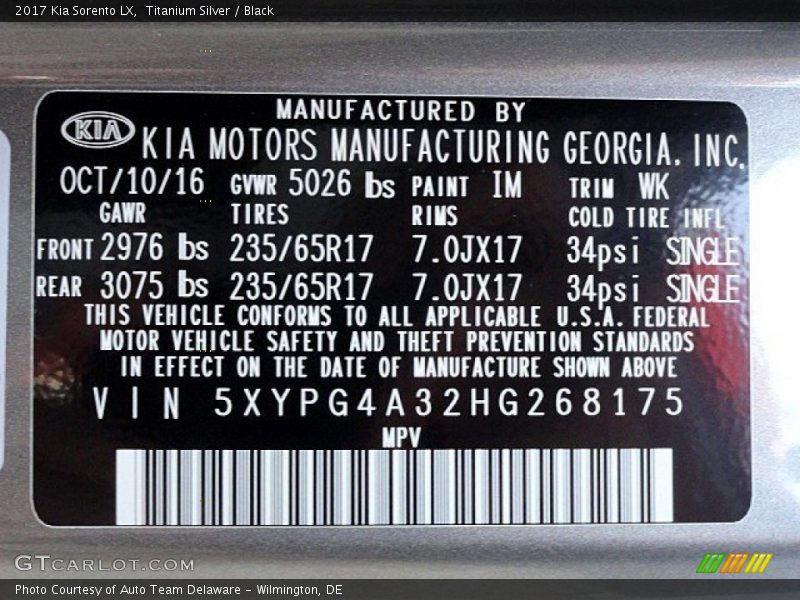 2017 Kia Sorento LX, Titanium Silver / Black
MANUFACTURED BY
KIA KIA MOTORS MANUFACTURING GEORGIA. INC.
OCT/10/16 GVWR 5026 lbs PAINT IM TRIM WK
GAWR TIRES RIMS COLD TIRE INFL
FRONT 2976 lbs 235/65R17 7.0JX17 34psi SINGLE
REAR 3075 lbs 235/65R17 7.0JX17 34psi SINGLE
THIS VEHICLE CONFORMS TO ALL APPLICABLE U.S.A. FEDERAL
MOTOR VEHICLE SAFETY AND THEFT PREVENTION STANDARDS
IN EFFECT ON THE DATE OF MANUFACTURE SHOWN ABOVE
VIN 5XYPG4A32HG268175
MPV
GTCARLOT.COM
Photo Courtesy of Auto Team Delaware - Wilmington, DE